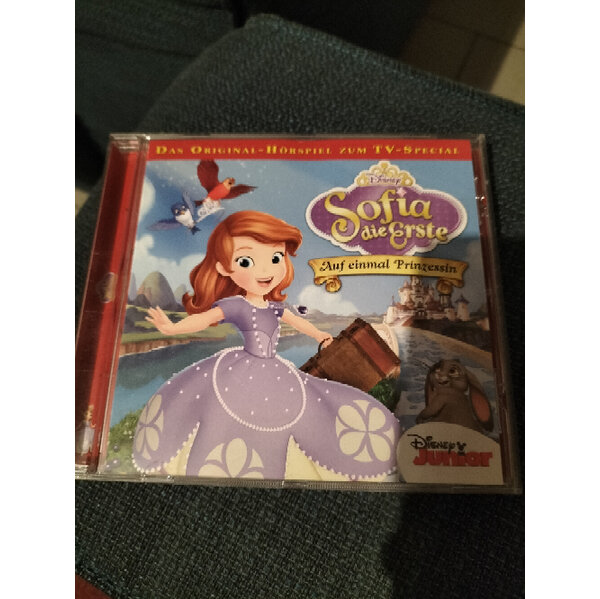 DAS ORIGINAL-HÖRSPIEL ZUM TV-SPECIAL
Disney
Sofia
die Erste
Auf einmal Prinzessin
Disney
Junior